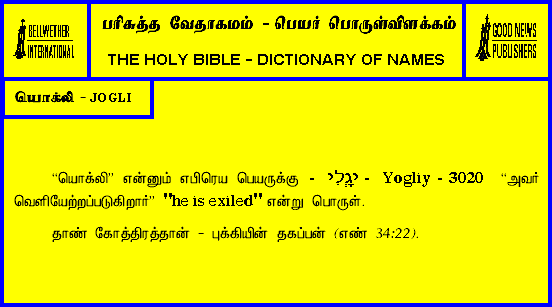 BELLWETHER
INTERNATIONAL
பரிசுத்த வேதாகமம் - பெயர் பொருள்விளக்கம்
THE HOLY BIBLE - DICTIONARY OF NAMES
GOOD NEWS
PUBLISHERS
யொக்லி - JOGLI
“யொக்லி” என்னும் எபிரெய பெயருக்கு - יׇגְלִי - Yogliy - 3020 “அவர்
வெளியேற்றப்படுகிறார்” "he is exiled" என்று பொருள்.
தாண் கோத்திரத்தான் - புக்கியின் தகப்பன் (எண் 34:22).